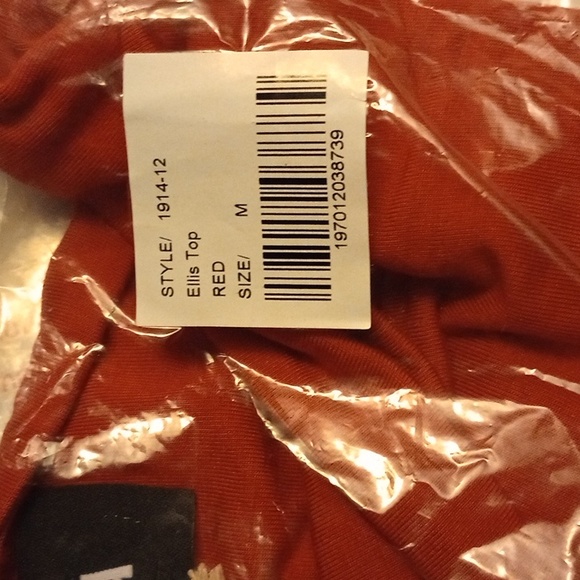 STYLE/ 1914-12
Ellis Top
RED
SIZE/ M
197012038739